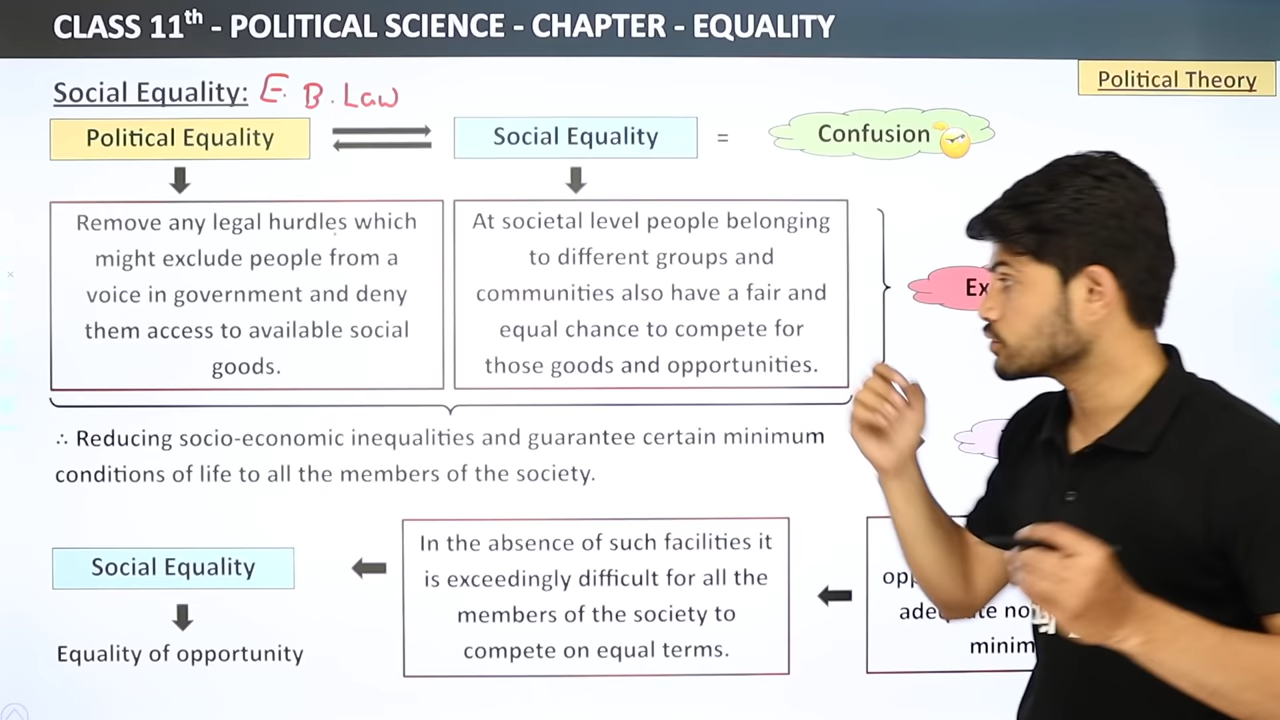 CLASS 11th - POLITICAL SCIENCE - CHAPTER - EQUALITY
Political Theory
Social Equality: E. B. Law
Political Equality
Social Equality
=
Confusion
Remove any legal hurdles which
might exclude people from a
voice in government and deny
them access to available social
goods.
At societal level people belonging
to different groups and
communities also have a fair and
equal chance to compete for
those goods and opportunities.
Ex
∴ Reducing socio-economic inequalities and guarantee certain minimum
conditions of life to all the members of the society.
Social Equality
Equality of opportunity
In the absence of such facilities it
is exceedingly difficult for all the
members of the society to
compete on equal terms.
opp
no
minim